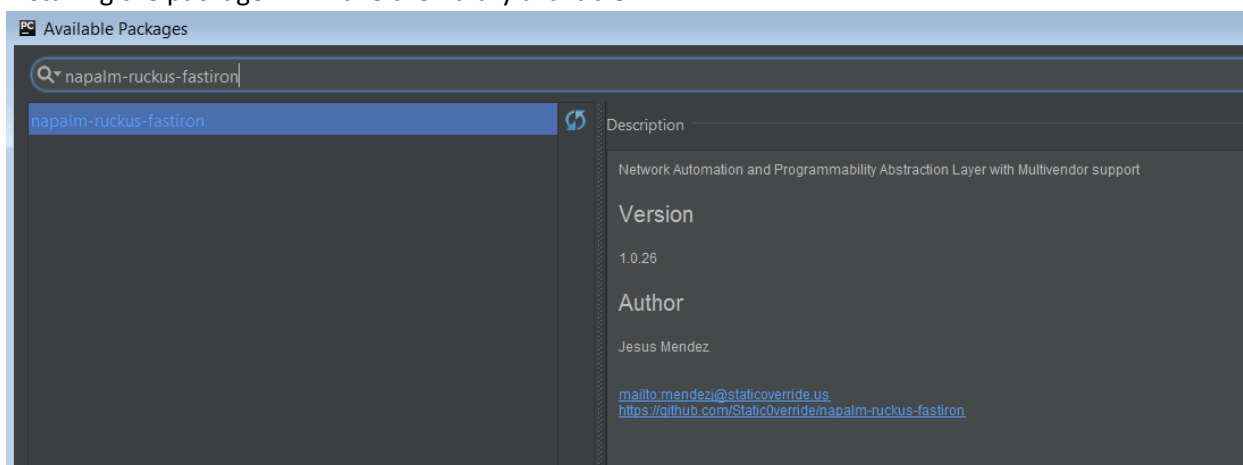 Available Packages
napalm-ruckus-fastiron
napalm-ruckus-fastiron
Description
Network Automation and Programmability Abstraction Layer with Multivendor support
Version
1.0.26
Author
Jesus Mendez
mailto:mendezj@staticoverride.us
https://github.com/Static0verride/napalm-ruckus-fastiron